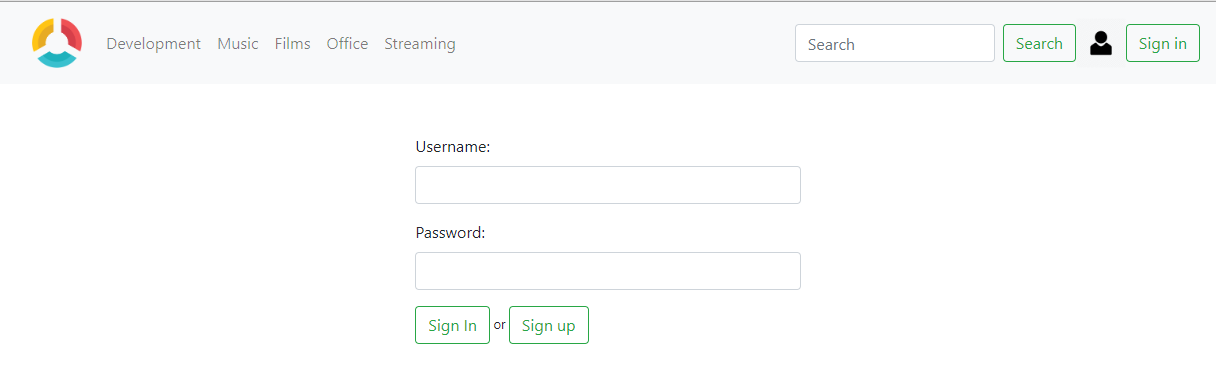 Development Music Films Office Streaming Search Search Sign in
Username:
Password:
Sign In or Sign up